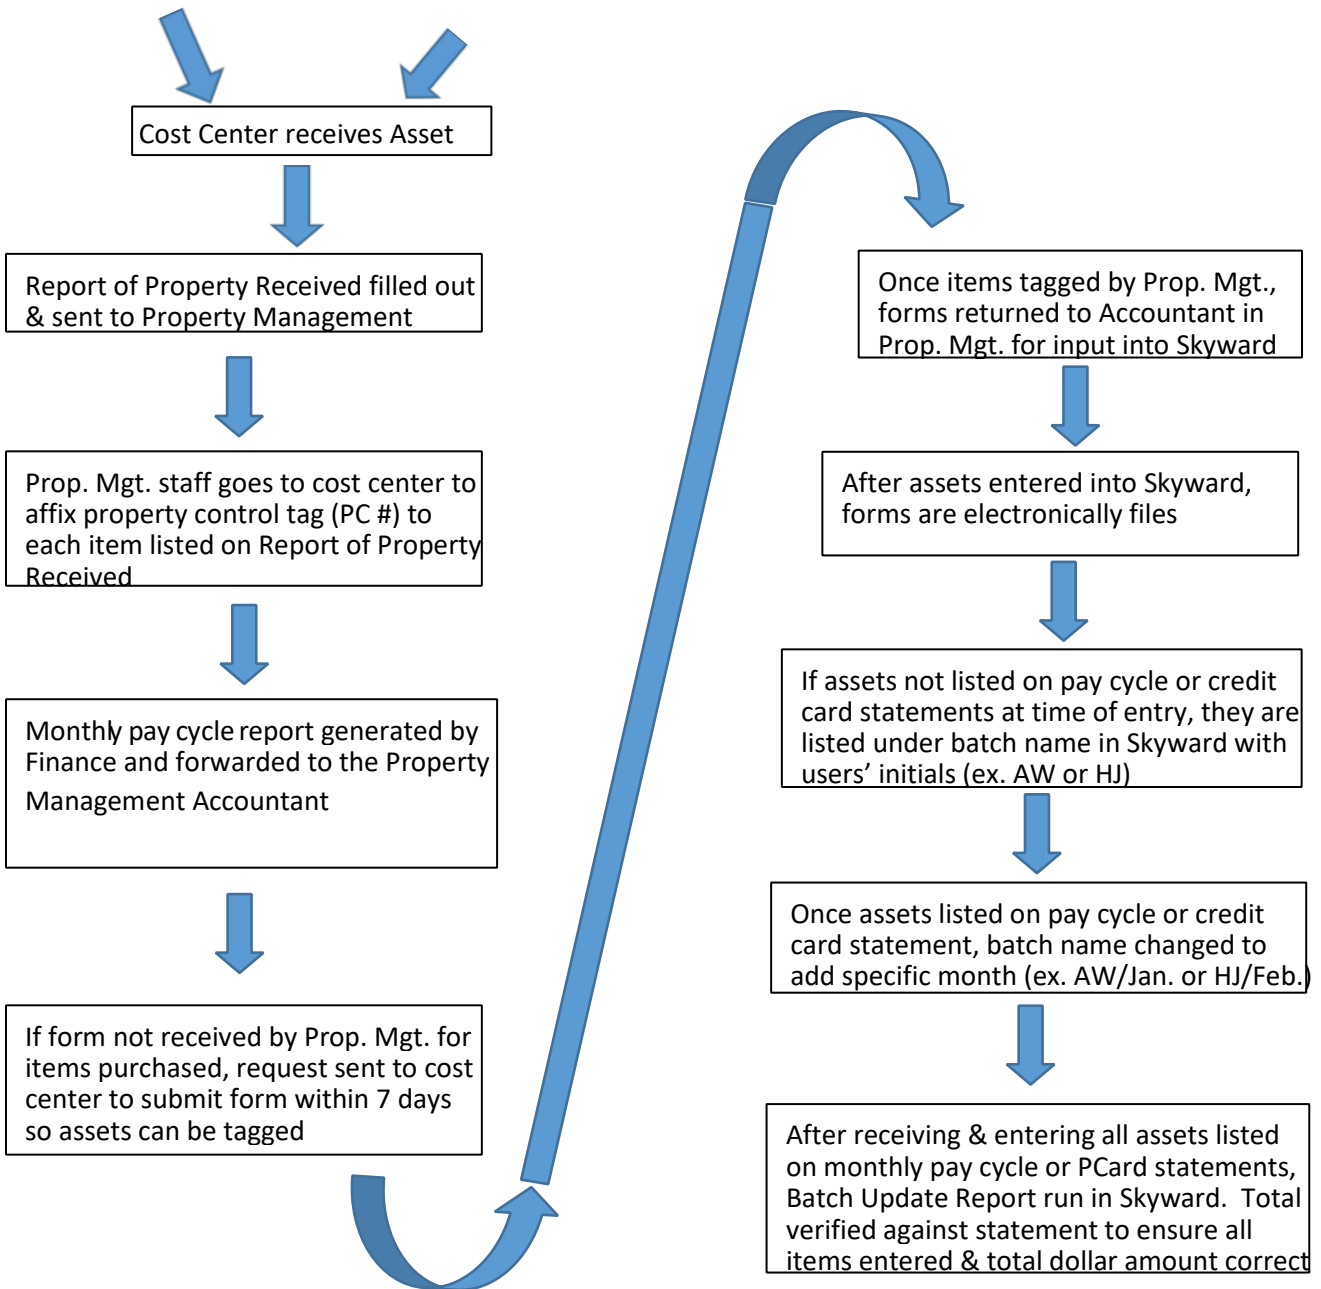 Cost Center receives Asset
Report of Property Received filled out
& sent to Property Management
Prop. Mgt. staff goes to cost center to
affix property control tag (PC #) to
each item listed on Report of Property
Received
Monthly pay cycle report generated by
Finance and forwarded to the Property
Management Accountant
If form not received by Prop. Mgt. for
items purchased, request sent to cost
center to submit form within 7 days
so assets can be tagged
Once items tagged by Prop. Mgt.,
forms returned to Accountant in
Prop. Mgt. for input into Skyward
After assets entered into Skyward,
forms are electronically files
If assets not listed on pay cycle or credit
card statements at time of entry, they are
listed under batch name in Skyward with
users’ initials (ex. AW or HJ)
Once assets listed on pay cycle or credit
card statement, batch name changed to
add specific month (ex. AW/Jan. or HJ/Feb.)
After receiving & entering all assets listed
on monthly pay cycle or PCard statements,
Batch Update Report run in Skyward.  Total
verified against statement to ensure all
items entered & total dollar amount correct